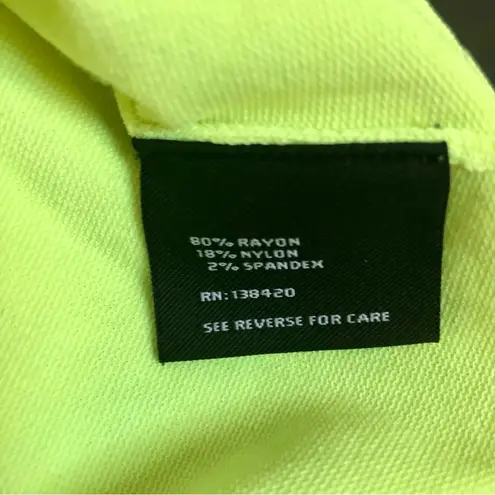 80% RAYON
18% NYLON
2% SPANDEX
RN: 138420
SEE REVERSE FOR CARE